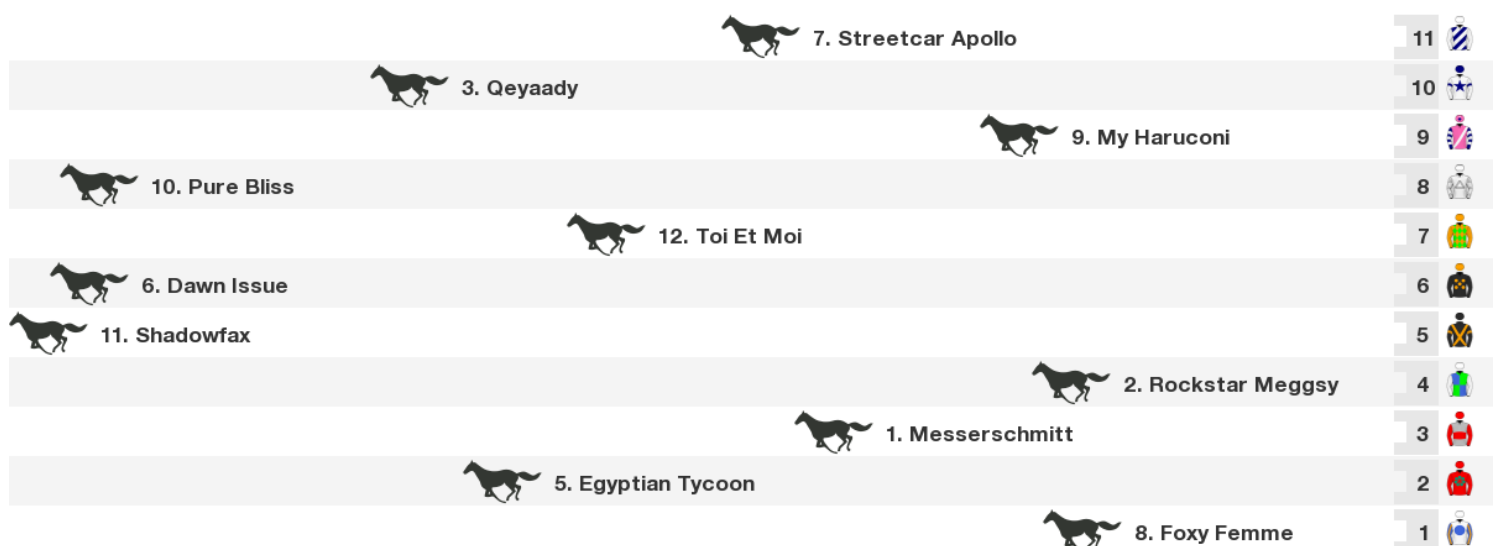 7. Streetcar Apollo 11
3. Qeyaady 10
9. My Haruconi 9
10. Pure Bliss 8
12. Toi Et Moi 7
6. Dawn Issue 6
11. Shadowfax 5
2. Rockstar Meggsy 4
1. Messerschmitt 3
5. Egyptian Tycoon 2
8. Foxy Femme 1